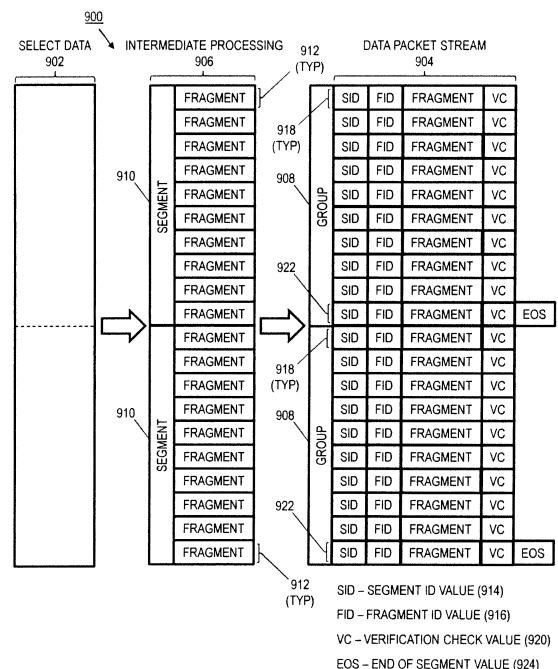 900
SELECT DATA INTERMEDIATE PROCESSING DATA PACKET STREAM
902 906 912 904
(TYP)
FRAGMENT SID FID FRAGMENT VC
FRAGMENT 918 SID FID FRAGMENT VC
FRAGMENT (TYP) SID FID FRAGMENT VC
910 FRAGMENT 908 SID FID FRAGMENT VC
FRAGMENT SID FID FRAGMENT VC
SEGMENT FRAGMENT GROUP SID FID FRAGMENT VC
FRAGMENT SID FID FRAGMENT VC
FRAGMENT 922 SID FID FRAGMENT VC
FRAGMENT SID FID FRAGMENT VC
FRAGMENT SID FID FRAGMENT VC EOS
FRAGMENT SID FID FRAGMENT VC
FRAGMENT 918 SID FID FRAGMENT VC
FRAGMENT (TYP) SID FID FRAGMENT VC
910 FRAGMENT 908 SID FID FRAGMENT VC
SEGMENT FRAGMENT GROUP SID FID FRAGMENT VC
FRAGMENT SID FID FRAGMENT VC
FRAGMENT SID FID FRAGMENT VC
FRAGMENT 922 SID FID FRAGMENT VC
FRAGMENT SID FID FRAGMENT VC
FRAGMENT SID FID FRAGMENT VC EOS
912
(TYP)
SID – SEGMENT ID VALUE (914)
FID – FRAGMENT ID VALUE (916)
VC – VERIFICATION CHECK VALUE (920)
EOS – END OF SEGMENT VALUE (924)